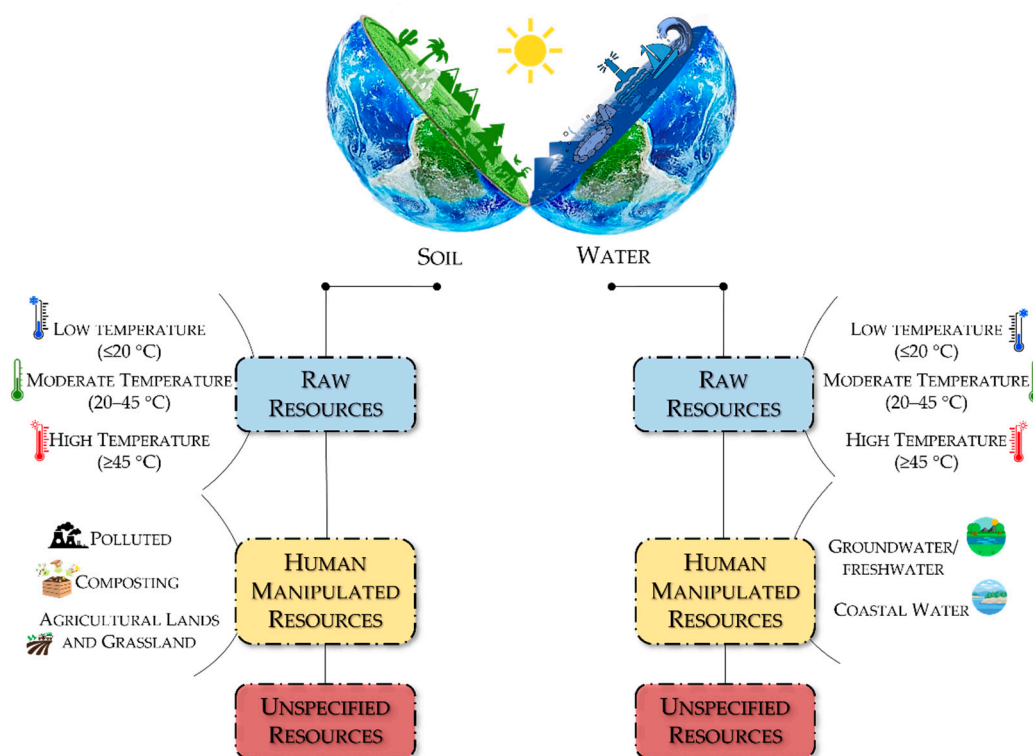 SOIL
WATER
LOW TEMPERATURE
(≤20 °C)
MODERATE TEMPERATURE
(20–45 °C)
HIGH TEMPERATURE
(≥45 °C)
RAW
RESOURCES
RAW
RESOURCES
LOW TEMPERATURE
(≤20 °C)
MODERATE TEMPERATURE
(20–45 °C)
HIGH TEMPERATURE
(≥45 °C)
POLLUTED
COMPOSTING
AGRICULTURAL LANDS
AND GRASSLAND
HUMAN
MANIPULATED
RESOURCES
HUMAN
MANIPULATED
RESOURCES
GROUNDWATER/
FRESHWATER
COASTAL WATER
UNSPECIFIED
RESOURCES
UNSPECIFIED
RESOURCES